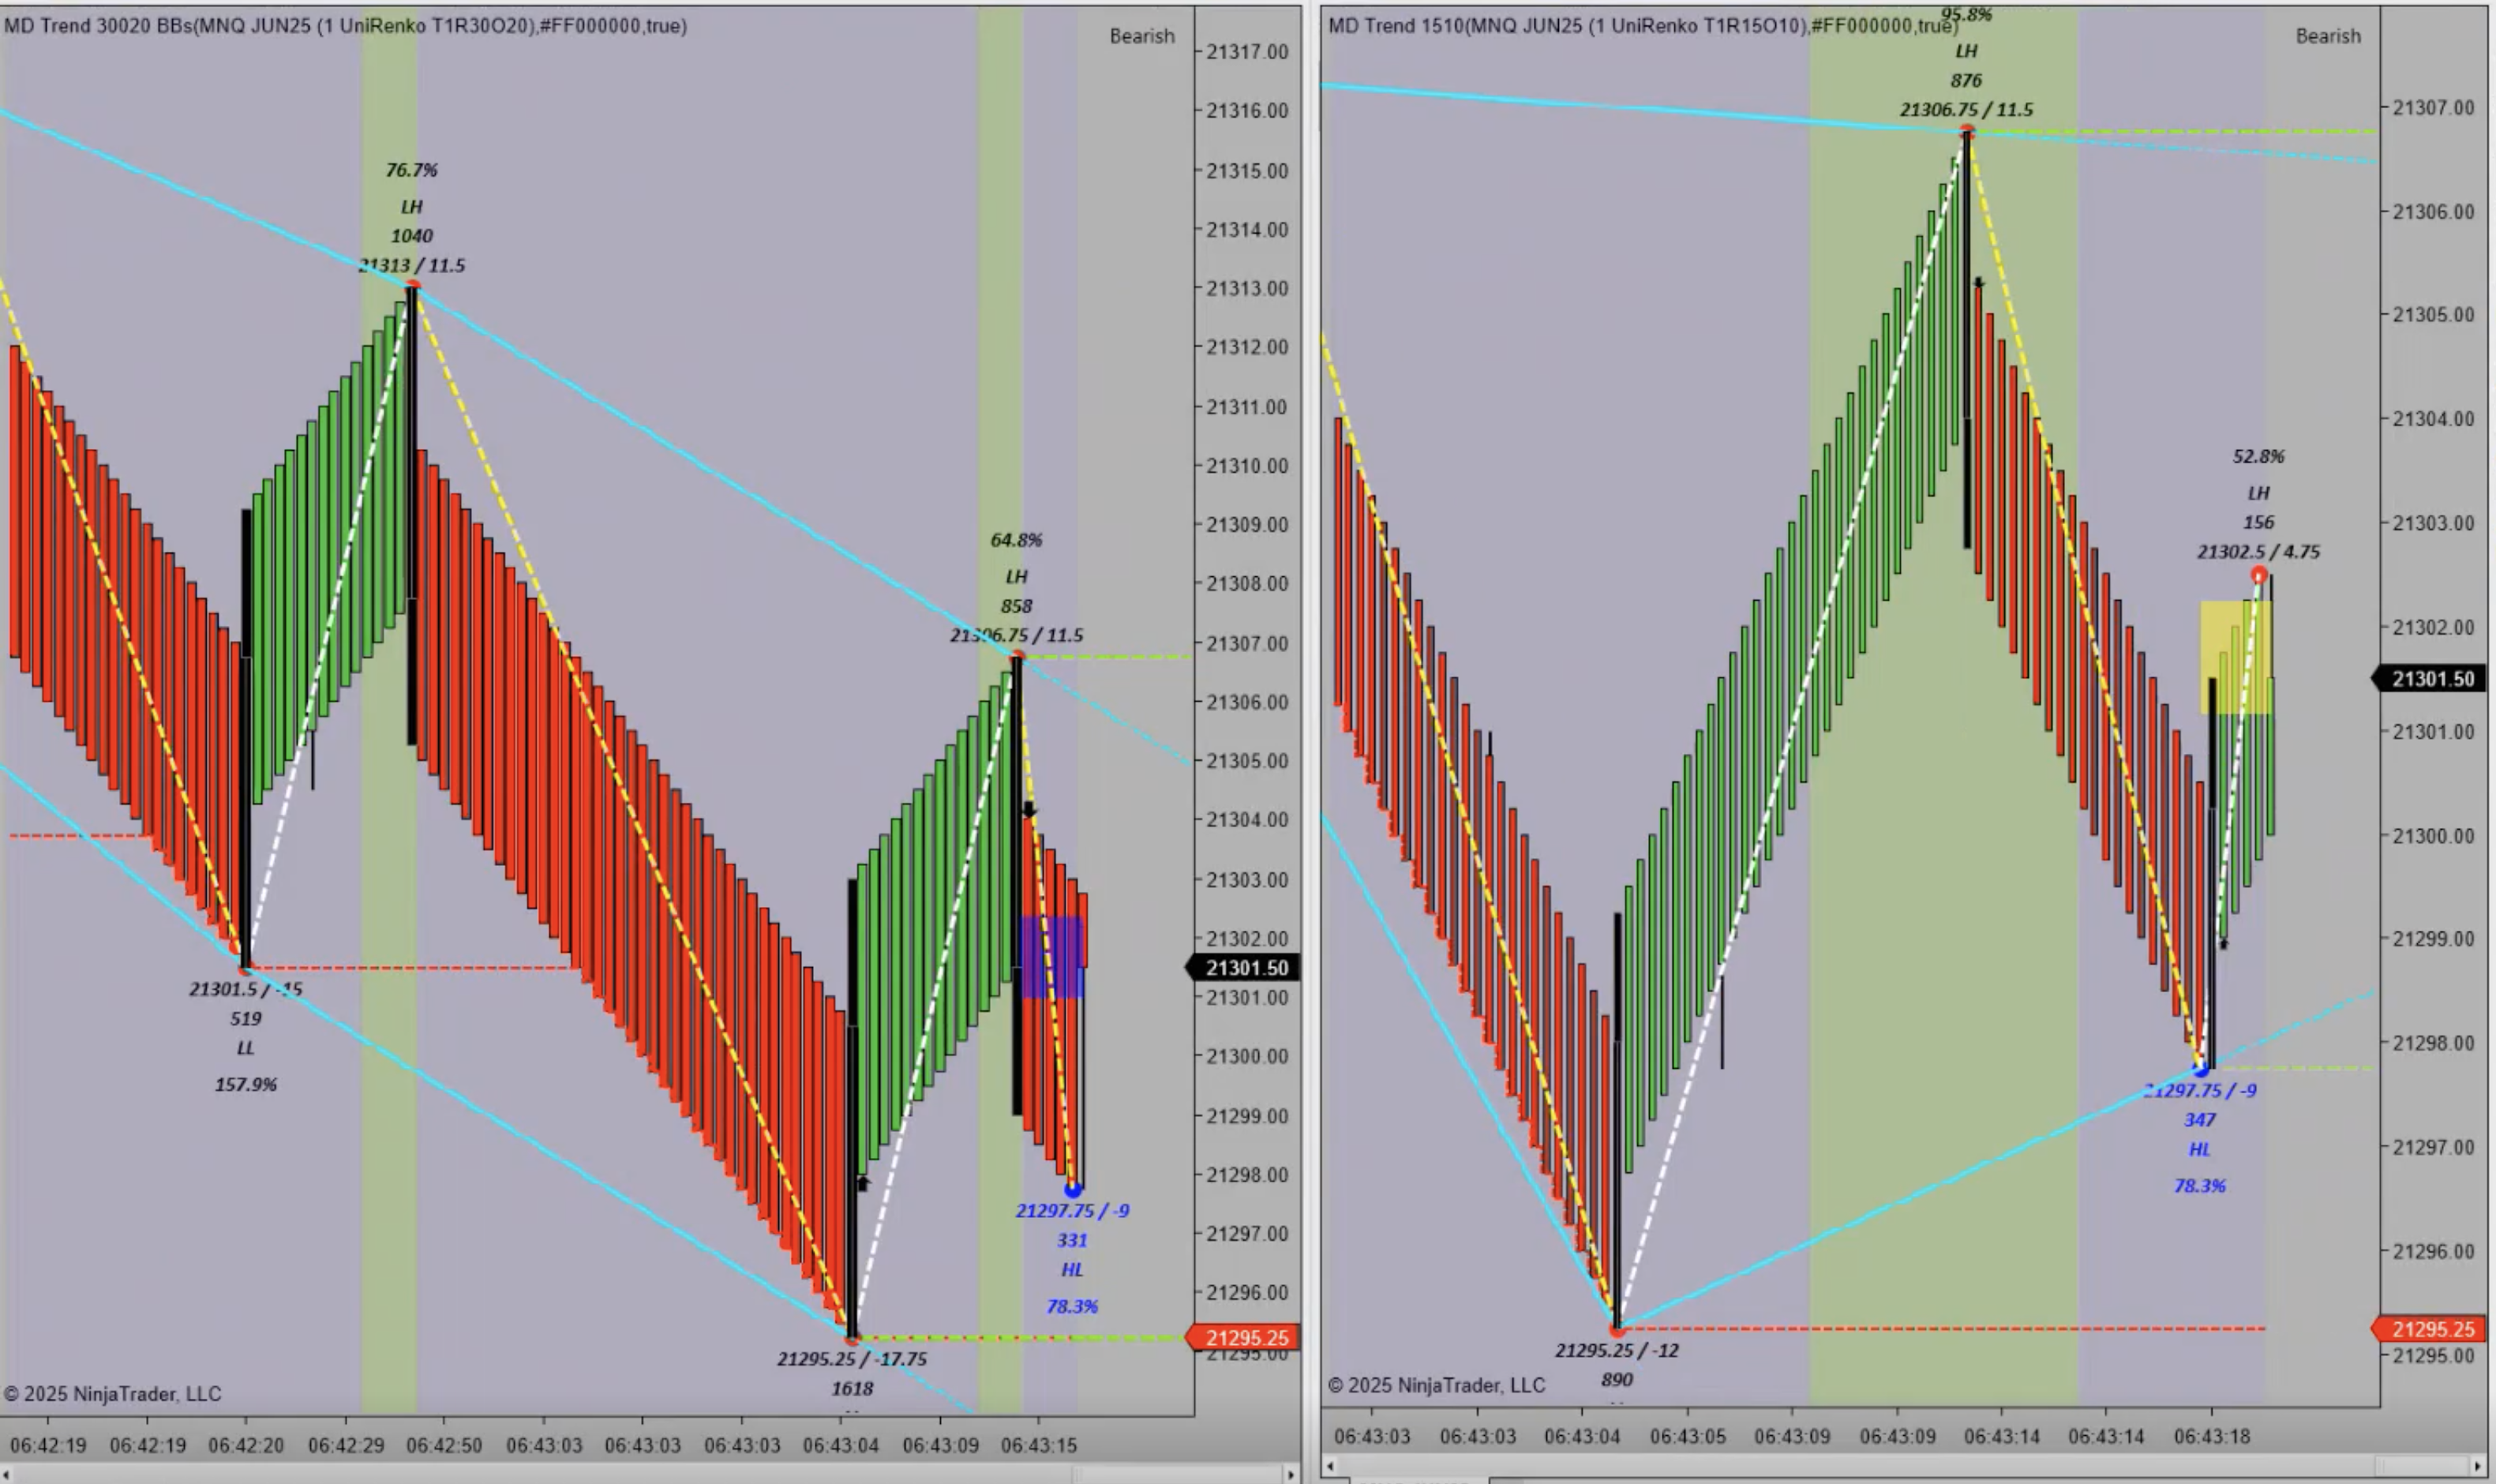 MD Trend 30020 BBs(MNQ JUN25 (1 UniRenko T1R30O20),#FF000000,true)
Bearish
76.7%
LH
1040
21313 / 11.5
64.8%
LH
858
21306.75 / 11.5
21301.5 / -15
519
LL
157.9%
21297.75 / -9
331
HL
78.3%
21295.25 / -17.75
1618
21317.00
21316.00
21315.00
21314.00
21313.00
21312.00
21311.00
21310.00
21309.00
21308.00
21307.00
21306.00
21305.00
21304.00
21303.00
21302.00
21301.50
21301.00
21300.00
21299.00
21298.00
21297.00
21296.00
21295.25
21295.00
© 2025 NinjaTrader, LLC
06:42:19 06:42:19 06:42:20 06:42:29 06:42:50 06:43:03 06:43:03 06:43:03 06:43:04 06:43:09 06:43:15
MD Trend 1510(MNQ JUN25 (1 UniRenko T1R15O10),#FF000000,true)
Bearish
95.8%
LH
876
21306.75 / 11.5
52.8%
LH
156
21302.5 / 4.75
21297.75 / -9
347
HL
78.3%
21295.25 / -12
890
21307.00
21306.00
21305.00
21304.00
21303.00
21302.00
21301.50
21301.00
21300.00
21299.00
21298.00
21297.00
21296.00
21295.25
21295.00
© 2025 NinjaTrader, LLC
06:43:03 06:43:03 06:43:04 06:43:05 06:43:09 06:43:09 06:43:14 06:43:14 06:43:18